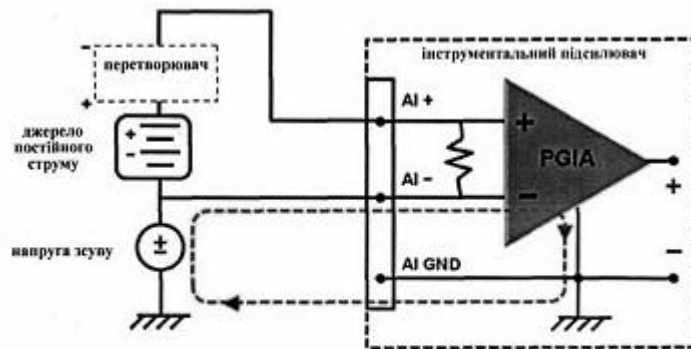 інструментальний підсилювач
перетворювач
AI +
джерело
постійного
струму
PGIA
AI –
напруга зсуву
AI GND